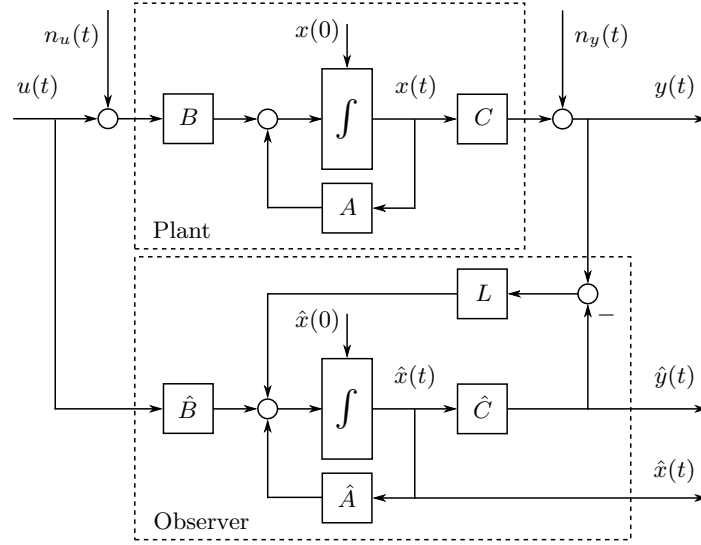 x(0)
n_u(t)
n_y(t)
u(t)
x(t)
y(t)
B
∫
C
A
Plant
L
x̂(0)
−
x̂(t)
ŷ(t)
B̂
∫
Ĉ
x̂(t)
Â
Observer